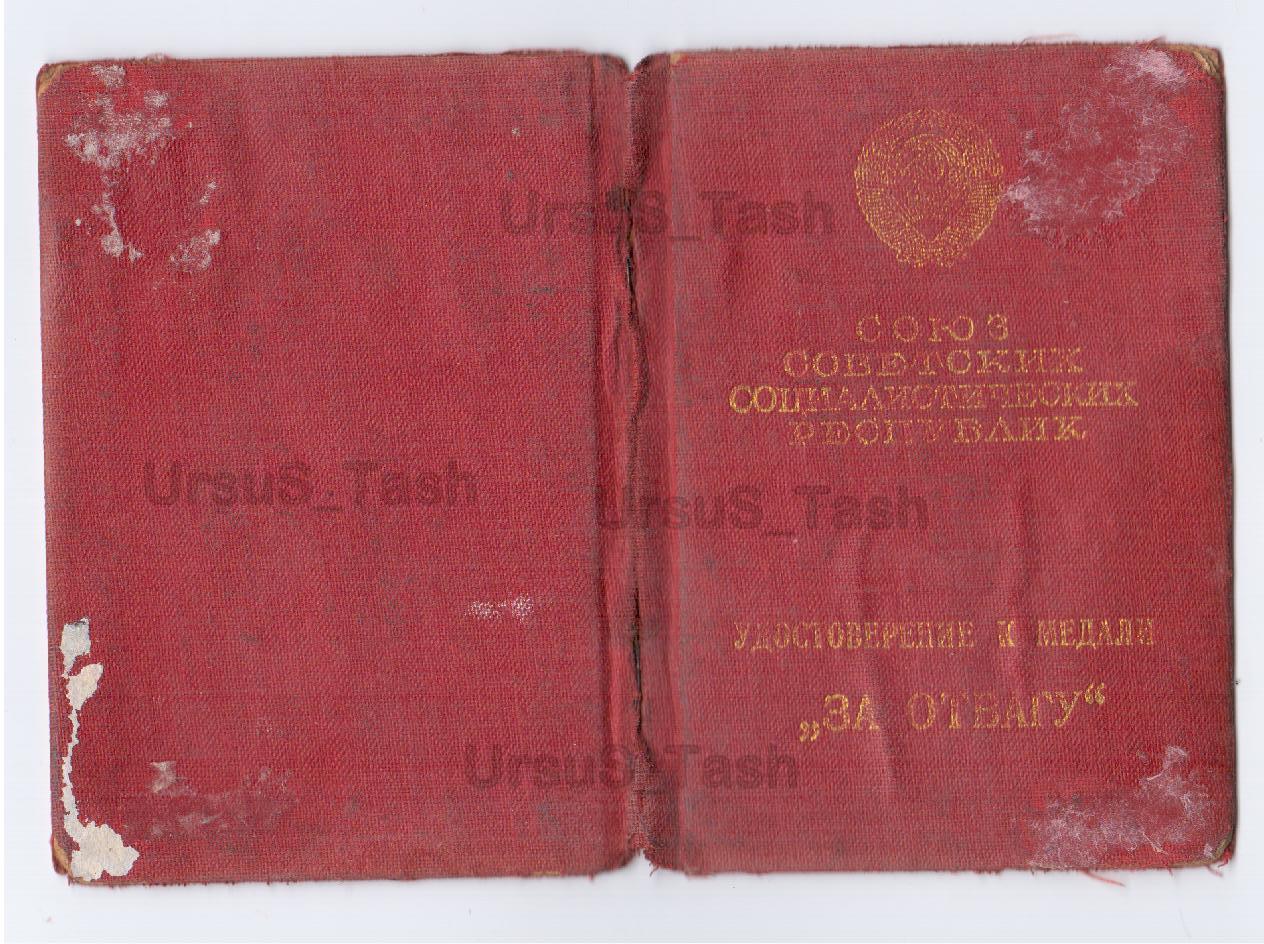 UrsuS_Tash
СОЮЗ
СОВЕТСКИХ
СОЦИАЛИСТИЧЕСКИХ
РЕСПУБЛИК
UrsuS_Tash
UrsuS_Tash
УДОСТОВЕРЕНИЕ К МЕДАЛИ
„ЗА ОТВАГУ“
UrsuS_Tash